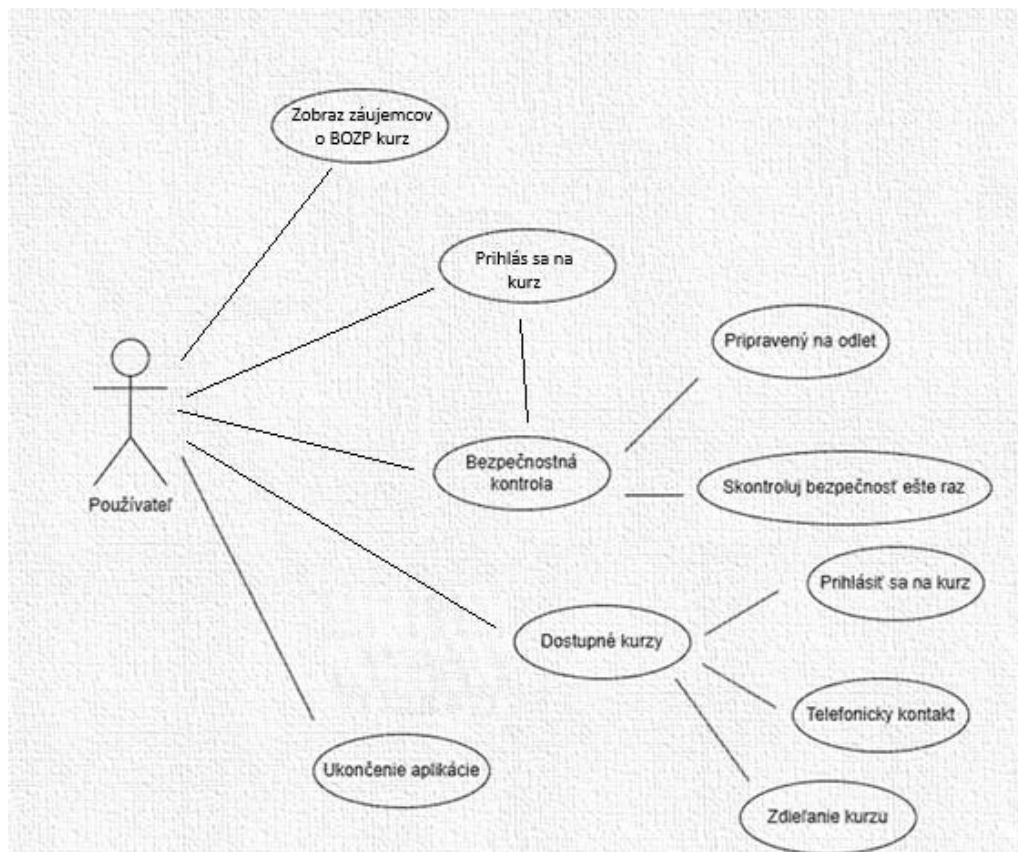 Zobraz záujemcov
o BOZP kurz
Prihlás sa na
kurz
Pripravený na odlet
Bezpečnostná
kontrola
Skontroluj bezpečnosť ešte raz
Používateľ
Prihlásiť sa na kurz
Dostupné kurzy
Telefonicky kontakt
Ukončenie aplikácie
Zdieľanie kurzu